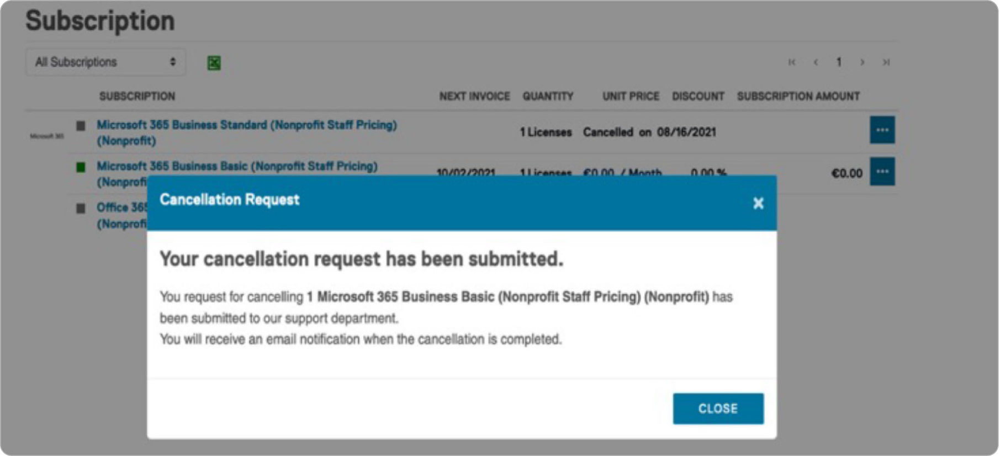 Subscription
All Subscriptions
1
SUBSCRIPTION NEXT INVOICE QUANTITY UNIT PRICE DISCOUNT SUBSCRIPTION AMOUNT
Microsoft 365
Microsoft 365 Business Standard (Nonprofit Staff Pricing)
(Nonprofit)
1 Licenses Cancelled on 08/16/2021
Microsoft 365 Business Basic (Nonprofit Staff Pricing)
(Nonprofi
10/02/2021 1 Licenses €0.00 / Month 0.00 % €0.00
Office 365
(Nonprofi
Cancellation Request
Your cancellation request has been submitted.
You request for cancelling 1 Microsoft 365 Business Basic (Nonprofit Staff Pricing) (Nonprofit) has
been submitted to our support department.
You will receive an email notification when the cancellation is completed.
CLOSE